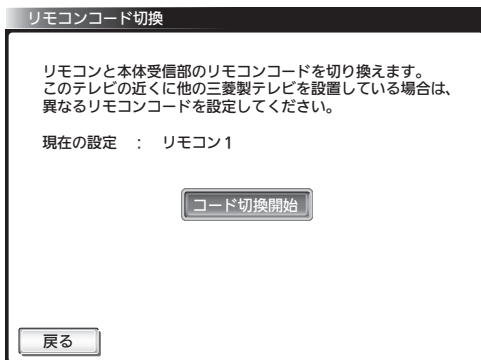 リモコンコード切換
リモコンと本体受信部のリモコンコードを切り換えます。
このテレビの近くに他の三菱製テレビを設置している場合は、
異なるリモコンコードを設定してください。
現在の設定 : リモコン1
コード切換開始
戻る